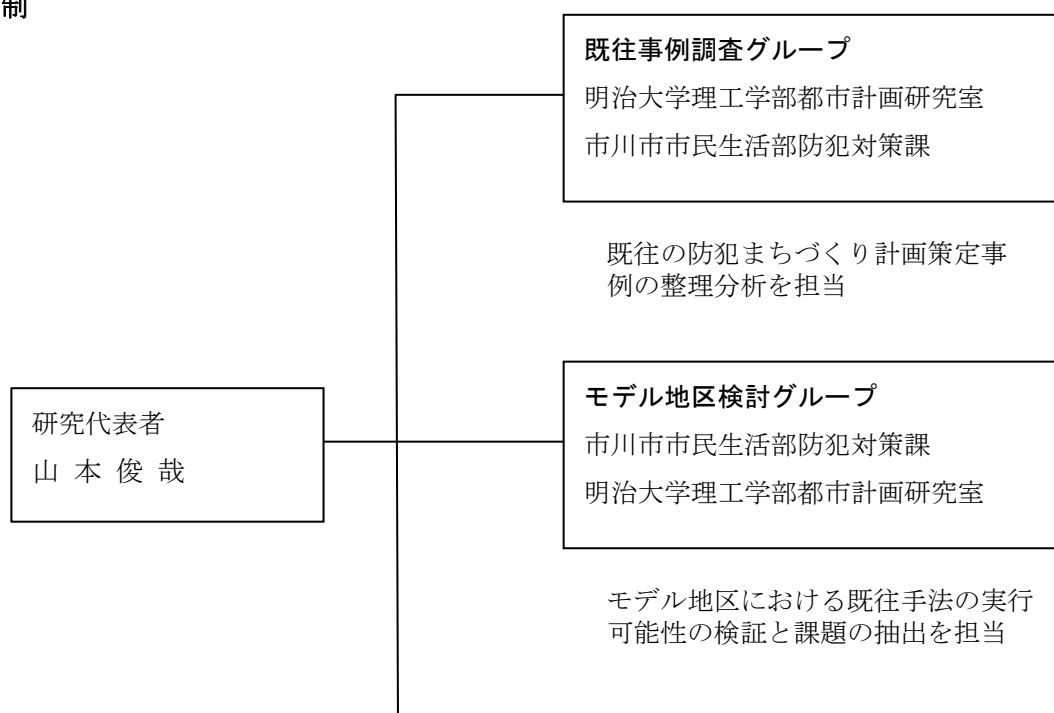 制
既往事例調査グループ
明治大学理工学部都市計画研究室
市川市市民生活部防犯対策課
既往の防犯まちづくり計画策定事
例の整理分析を担当
研究代表者
山 本 俊 哉
モデル地区検討グループ
市川市市民生活部防犯対策課
明治大学理工学部都市計画研究室
モデル地区における既往手法の実行
可能性の検証と課題の抽出を担当